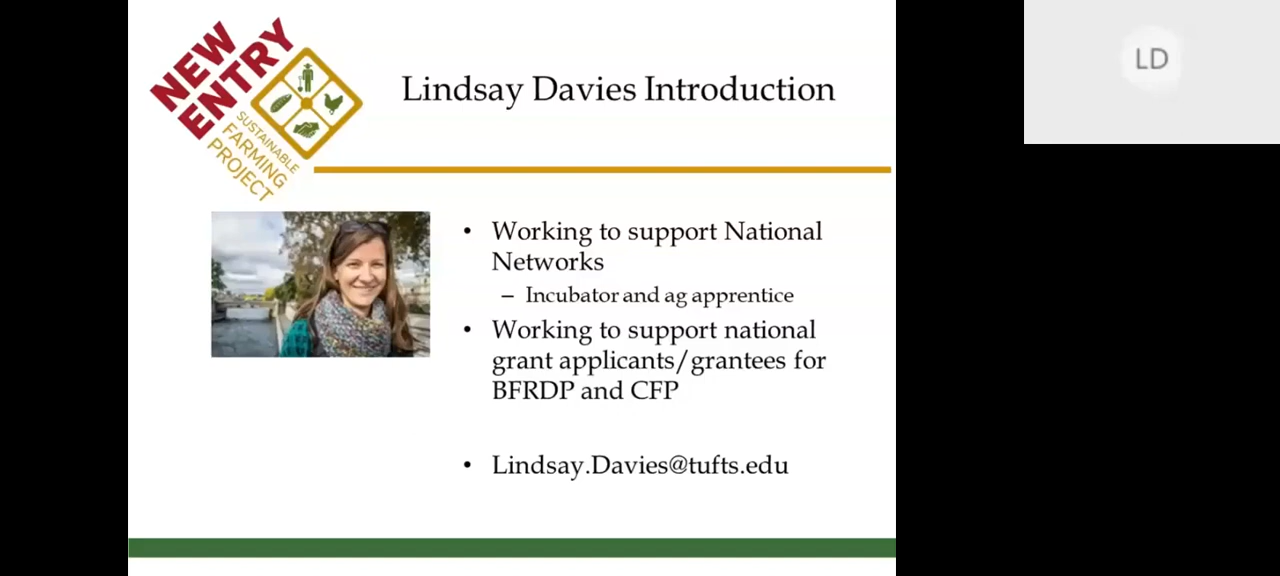 NEW
ENTRY
SUSTAINABLE
FARMING
PROJECT
Lindsay Davies Introduction
• Working to support National
Networks
– Incubator and ag apprentice
• Working to support national
grant applicants/grantees for
BFRDP and CFP
• Lindsay.Davies@tufts.edu
LD